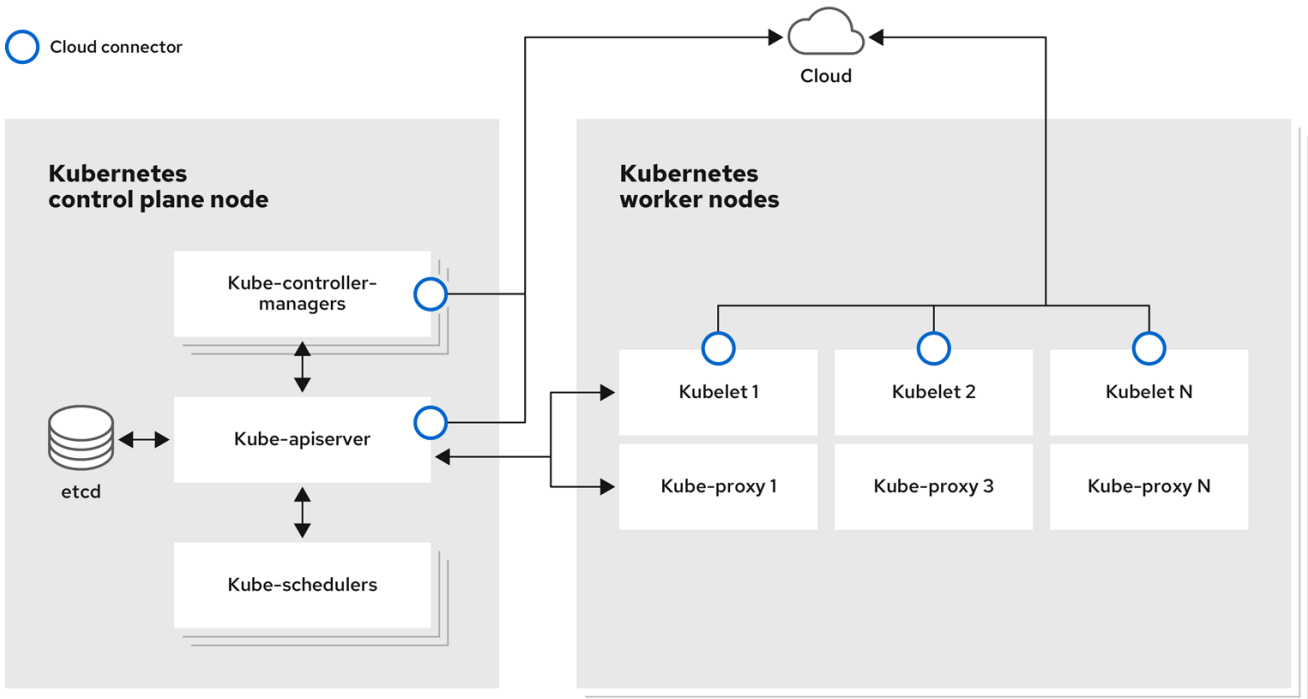 Cloud connector
Cloud
Kubernetes
control plane node
Kube-controller-
managers
Kube-apiserver
etcd
Kube-schedulers
Kubernetes
worker nodes
Kubelet 1
Kubelet 2
Kubelet N
Kube-proxy 1
Kube-proxy 3
Kube-proxy N